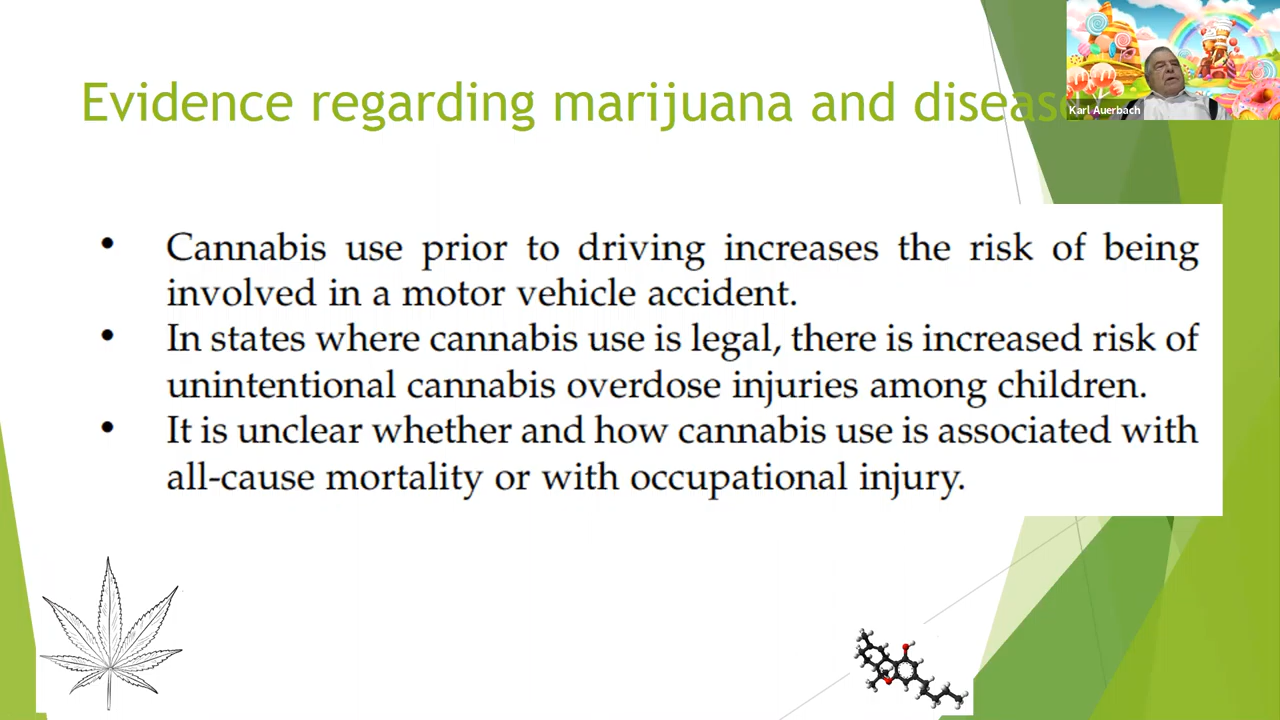 Evidence regarding marijuana and disease
Karl Auerbach
• Cannabis use prior to driving increases the risk of being
involved in a motor vehicle accident.
• In states where cannabis use is legal, there is increased risk of
unintentional cannabis overdose injuries among children.
• It is unclear whether and how cannabis use is associated with
all-cause mortality or with occupational injury.